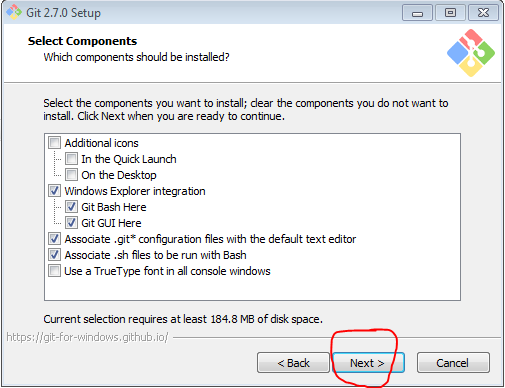 Git 2.7.0 Setup
Select Components
Which components should be installed?
Select the components you want to install; clear the components you do not want to
install. Click Next when you are ready to continue.
Additional icons
In the Quick Launch
On the Desktop
Windows Explorer integration
Git Bash Here
Git GUI Here
Associate .git* configuration files with the default text editor
Associate .sh files to be run with Bash
Use a TrueType font in all console windows
Current selection requires at least 184.8 MB of disk space.
https://git-for-windows.github.io/
< Back
Next >
Cancel